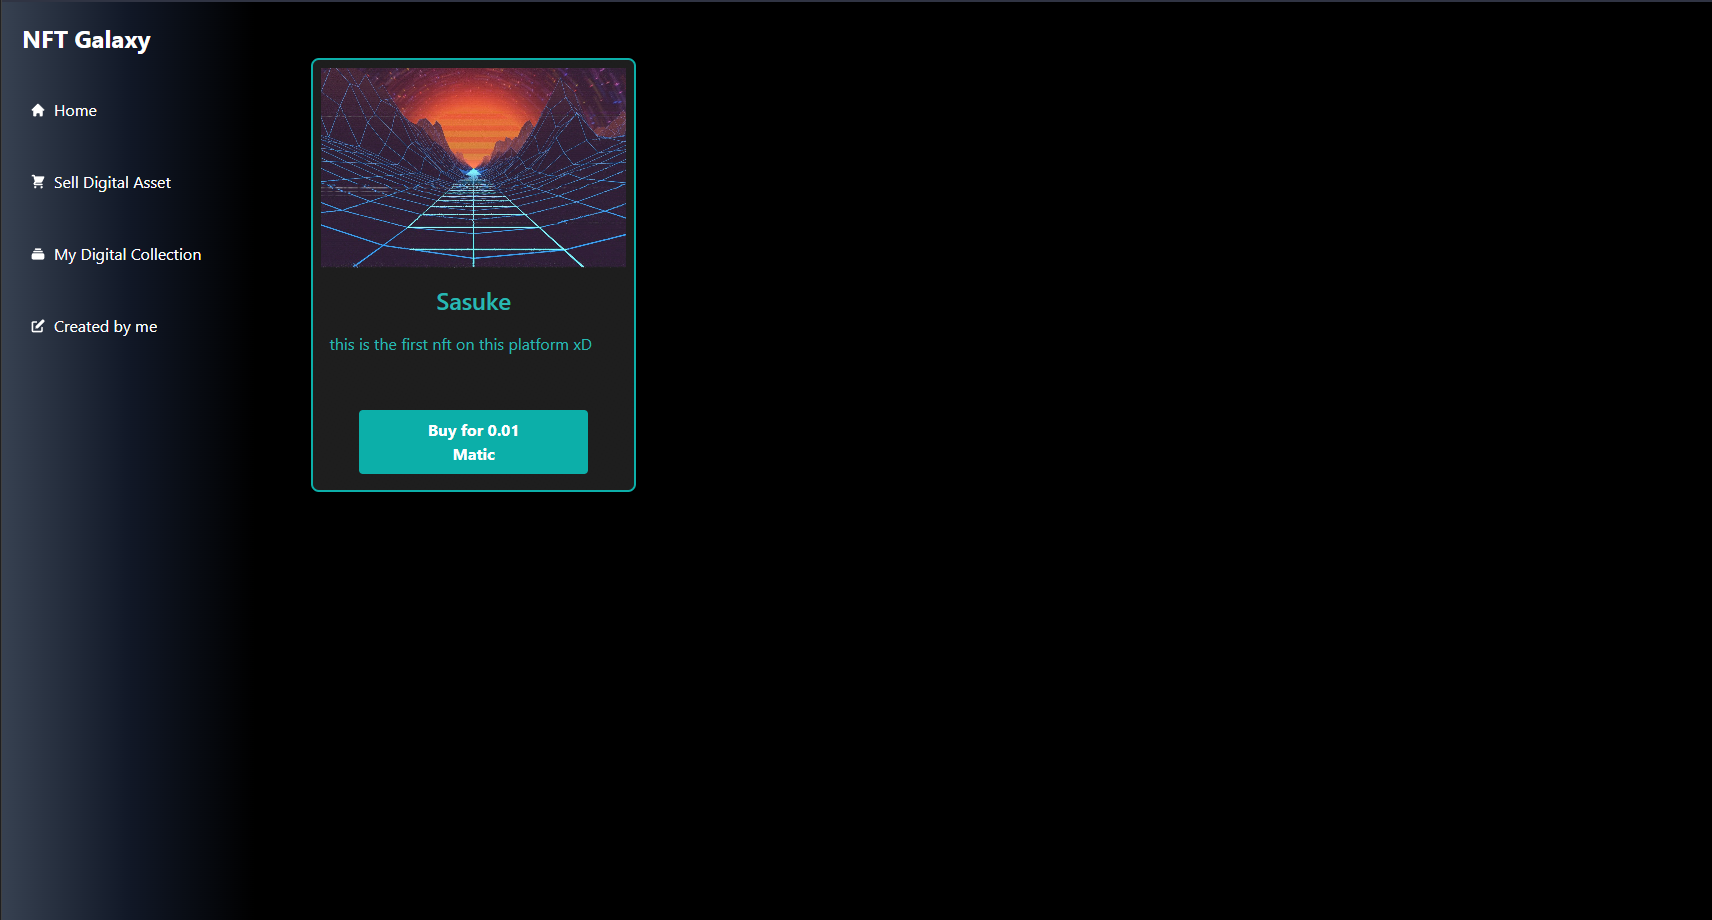 NFT Galaxy
Home
Sell Digital Asset
My Digital Collection
Created by me
Sasuke
this is the first nft on this platform xD
Buy for 0.01
Matic